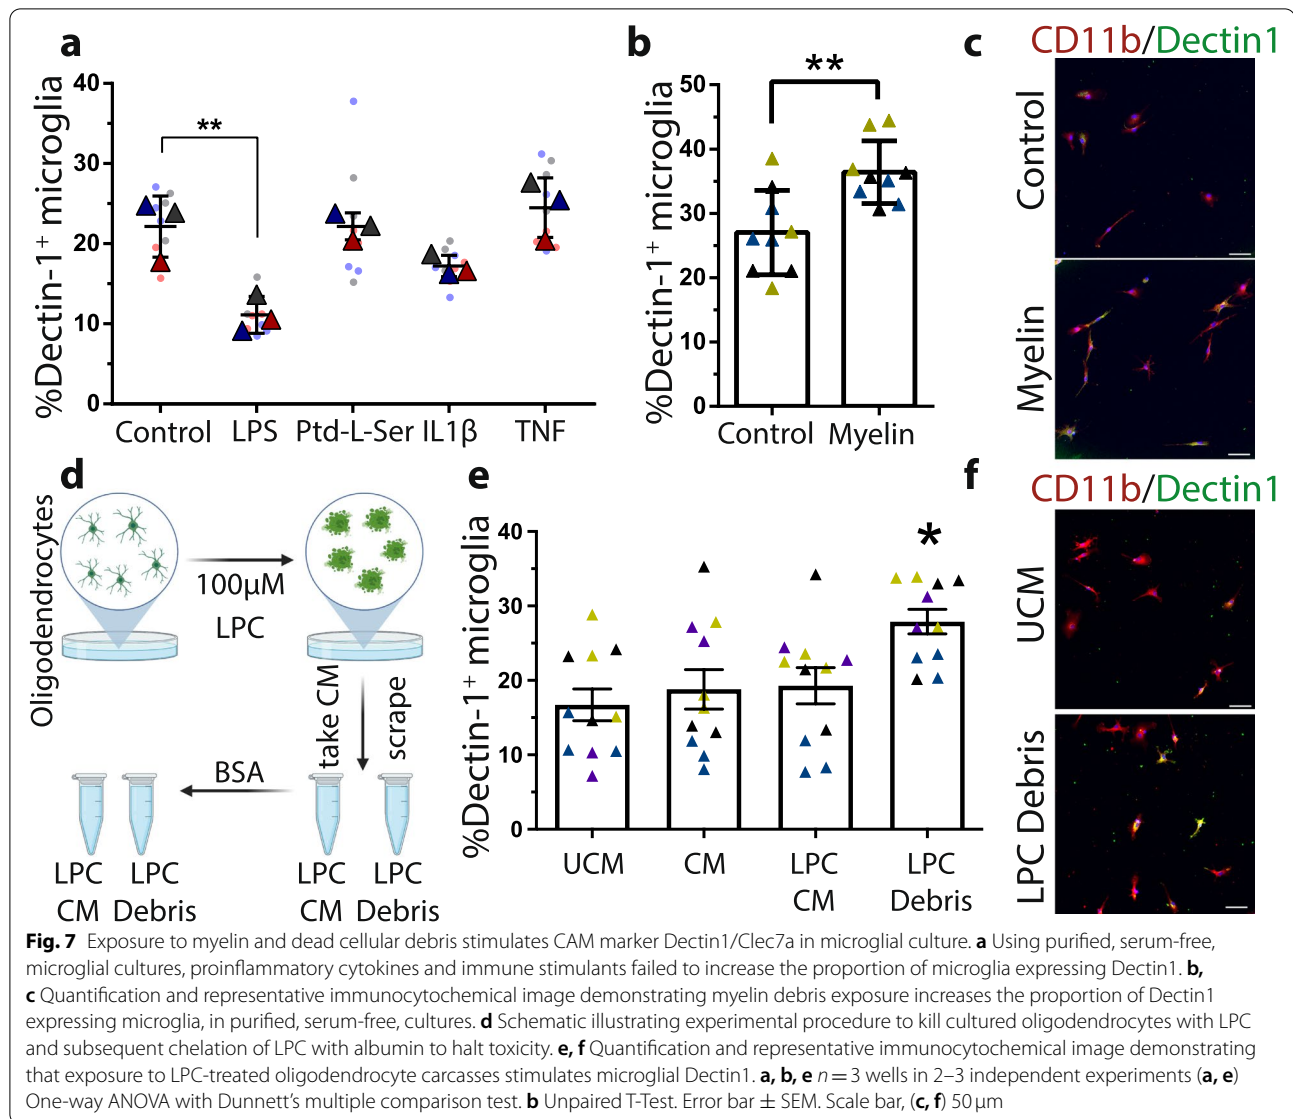 a
%Dectin-1+ microglia
40
30
20
10
0
**
Control LPS Ptd-L-Ser IL1β TNF
b
%Dectin-1+ microglia
50
40
30
20
10
0
**
Control Myelin
c
CD11b/Dectin1
Control
Myelin
d
Oligodendrocytes
100µM
LPC
take CM
scrape
BSA
LPC LPC
CM Debris
LPC LPC
CM Debris
e
%Dectin-1+ microglia
40
30
20
10
0
*
UCM CM LPC LPC
CM Debris
f
CD11b/Dectin1
UCM
LPC Debris
Fig. 7 Exposure to myelin and dead cellular debris stimulates CAM marker Dectin1/Clec7a in microglial culture. a Using purified, serum-free,
microglial cultures, proinflammatory cytokines and immune stimulants failed to increase the proportion of microglia expressing Dectin1. b,
c Quantification and representative immunocytochemical image demonstrating myelin debris exposure increases the proportion of Dectin1
expressing microglia, in purified, serum-free, cultures. d Schematic illustrating experimental procedure to kill cultured oligodendrocytes with LPC
and subsequent chelation of LPC with albumin to halt toxicity. e, f Quantification and representative immunocytochemical image demonstrating
that exposure to LPC-treated oligodendrocyte carcasses stimulates microglial Dectin1. a, b, e n = 3 wells in 2–3 independent experiments (a, e)
One-way ANOVA with Dunnett's multiple comparison test. b Unpaired T-Test. Error bar ± SEM. Scale bar, (c, f) 50 µm